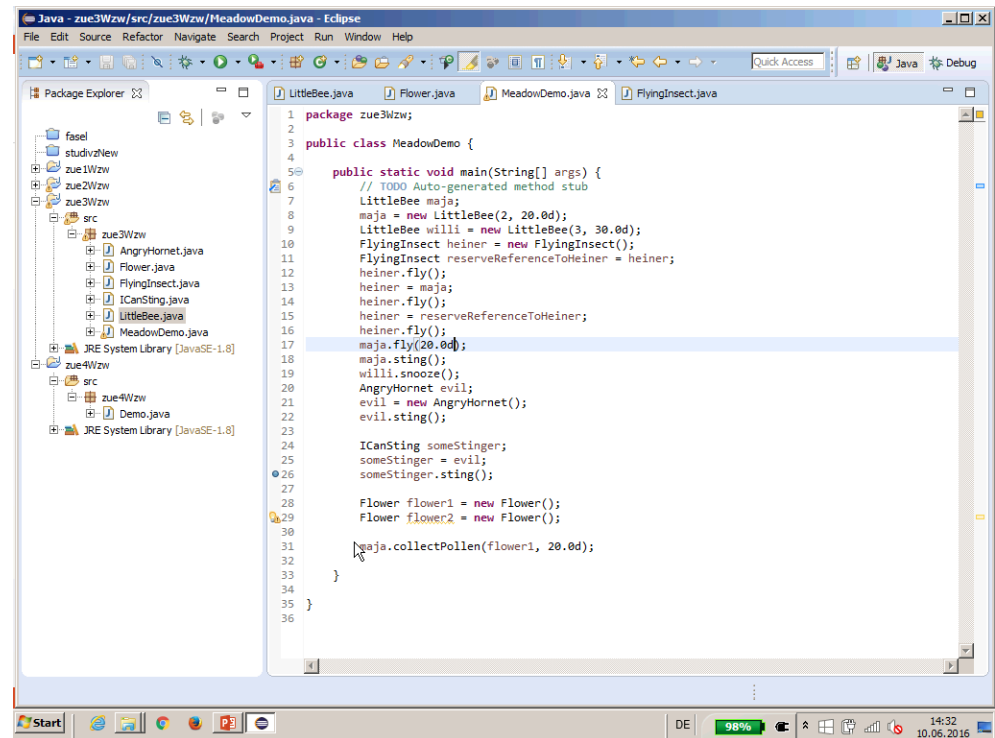 Java - zue3Wzw/src/zue3Wzw/MeadowDemo.java - Eclipse
File Edit Source Refactor Navigate Search Project Run Window Help
Quick Access Java Debug
Package Explorer
fasel
studivzNew
zue1Wzw
zue2Wzw
zue3Wzw
src
zue3Wzw
AngryHornet.java
Flower.java
FlyingInsect.java
ICanSting.java
LittleBee.java
MeadowDemo.java
JRE System Library [JavaSE-1.8]
zue4Wzw
src
zue4Wzw
Demo.java
JRE System Library [JavaSE-1.8]
LittleBee.java Flower.java MeadowDemo.java FlyingInsect.java
1 package zue3Wzw;
2
3 public class MeadowDemo {
4
5 public static void main(String[] args) {
6 // TODO Auto-generated method stub
7 LittleBee maja;
8 maja = new LittleBee(2, 20.0d);
9 LittleBee willi = new LittleBee(3, 30.0d);
10 FlyingInsect heiner = new FlyingInsect();
11 FlyingInsect reserveReferenceToHeiner = heiner;
12 heiner.fly();
13 heiner = maja;
14 heiner.fly();
15 heiner = reserveReferenceToHeiner;
16 heiner.fly();
17 maja.fly(20.0d);
18 maja.sting();
19 willi.snooze();
20 AngryHornet evil;
21 evil = new AngryHornet();
22 evil.sting();
23
24 ICanSting someStinger;
25 someStinger = evil;
26 someStinger.sting();
27
28 Flower flower1 = new Flower();
29 Flower flower2 = new Flower();
30
31 maja.collectPollen(flower1, 20.0d);
32
33 }
34
35 }
36
Start DE 98% 14:32
10.06.2016